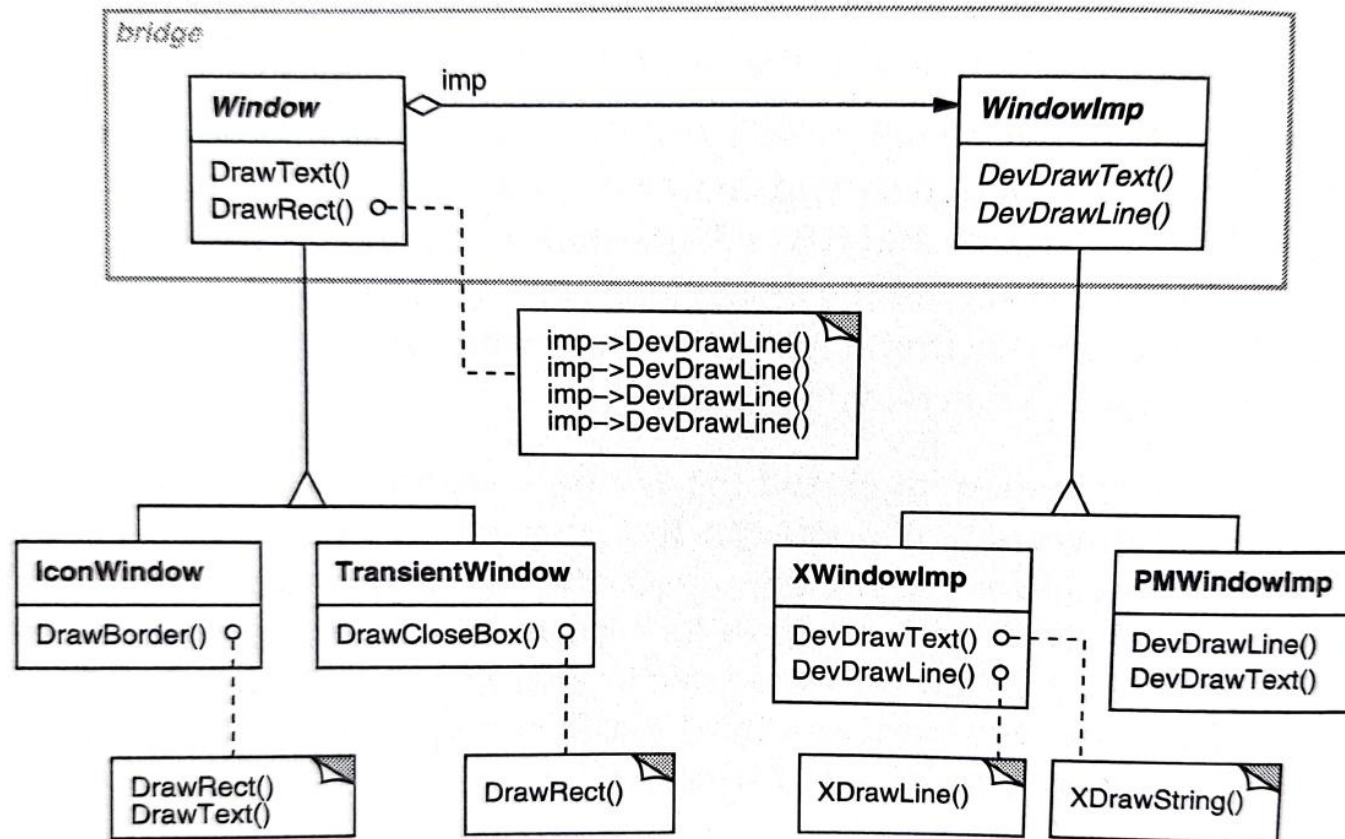 bridge
imp
Window
DrawText()
DrawRect()
WindowImp
DevDrawText()
DevDrawLine()
imp->DevDrawLine()
imp->DevDrawLine()
imp->DevDrawLine()
imp->DevDrawLine()
IconWindow
DrawBorder()
TransientWindow
DrawCloseBox()
XWindowImp
DevDrawText()
DevDrawLine()
PMWindowImp
DevDrawLine()
DevDrawText()
DrawRect()
DrawText()
DrawRect()
XDrawLine()
XDrawString()